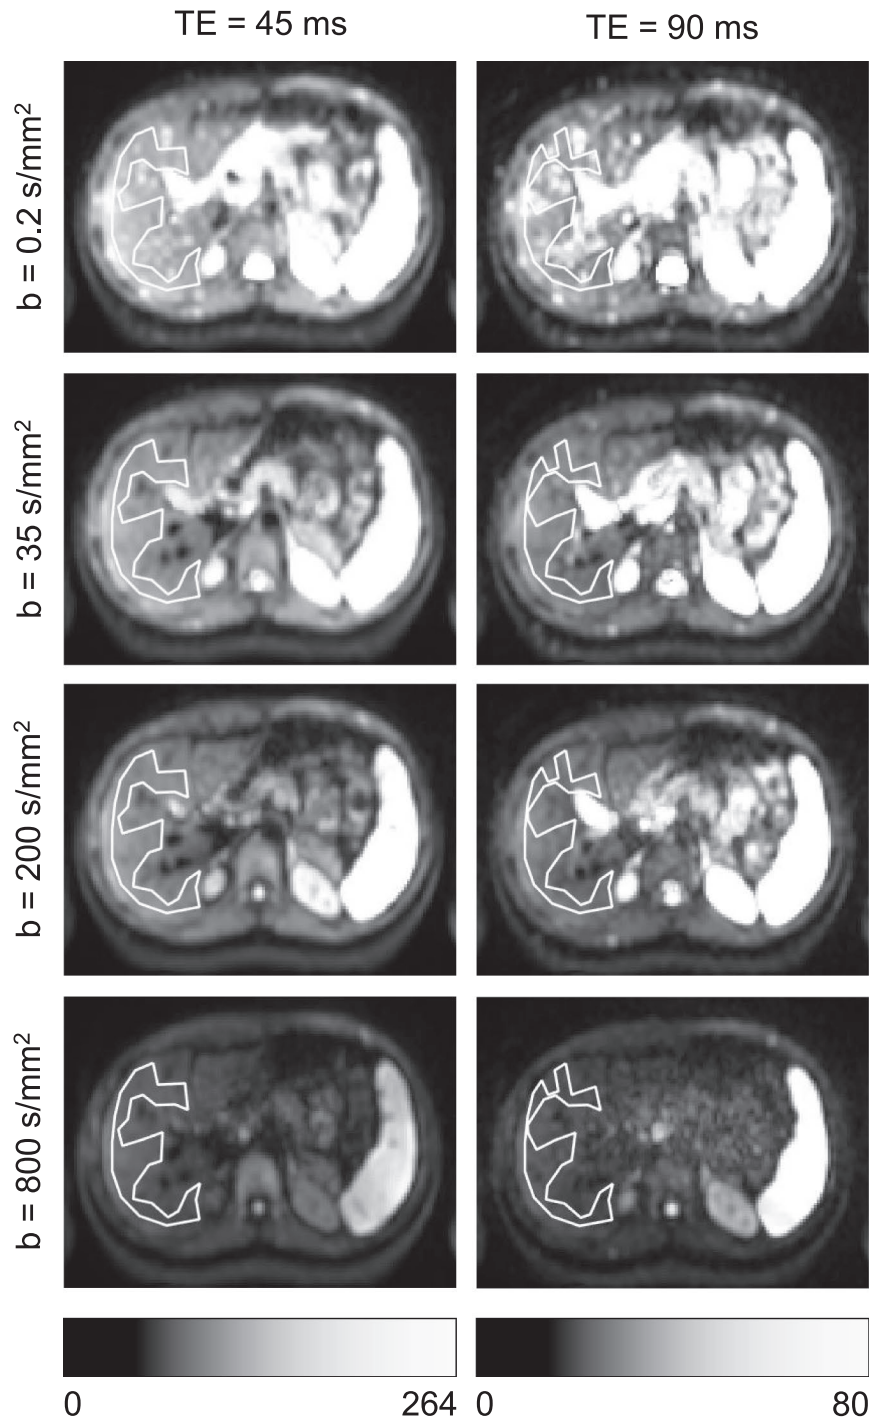 TE = 45 ms
TE = 90 ms
b = 0.2 s/mm²
b = 35 s/mm²
b = 200 s/mm²
b = 800 s/mm²
0 264 0 80